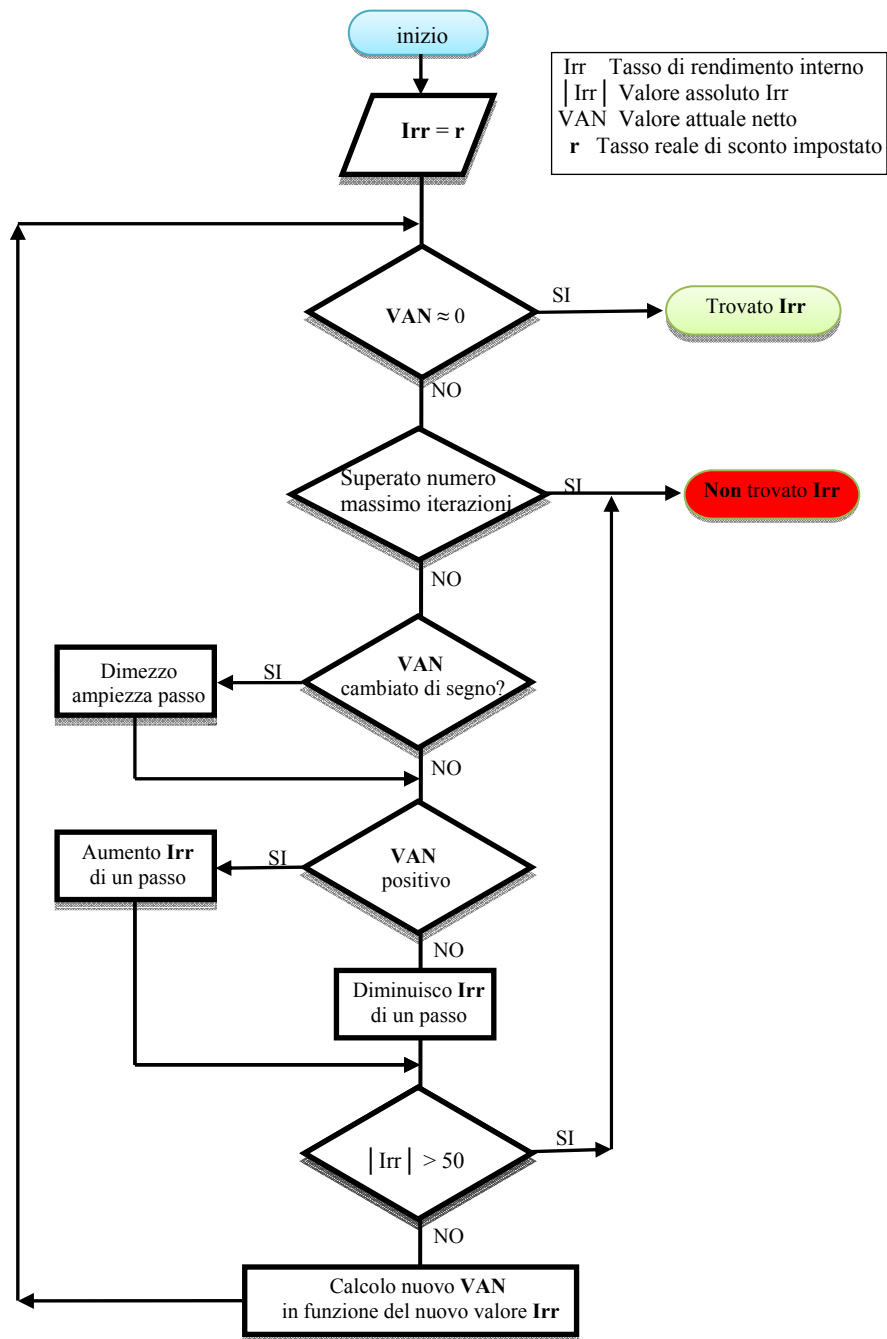 inizio
Irr Tasso di rendimento interno
|Irr| Valore assoluto Irr
VAN Valore attuale netto
r Tasso reale di sconto impostato
Irr = r
VAN ≈ 0
SI
Trovato Irr
NO
Superato numero
massimo iterazioni
SI
Non trovato Irr
NO
VAN
cambiato di segno?
SI
Dimezzo
ampiezza passo
NO
VAN
positivo
SI
Aumento Irr
di un passo
NO
Diminuisco Irr
di un passo
|Irr| > 50
SI
NO
Calcolo nuovo VAN
in funzione del nuovo valore Irr